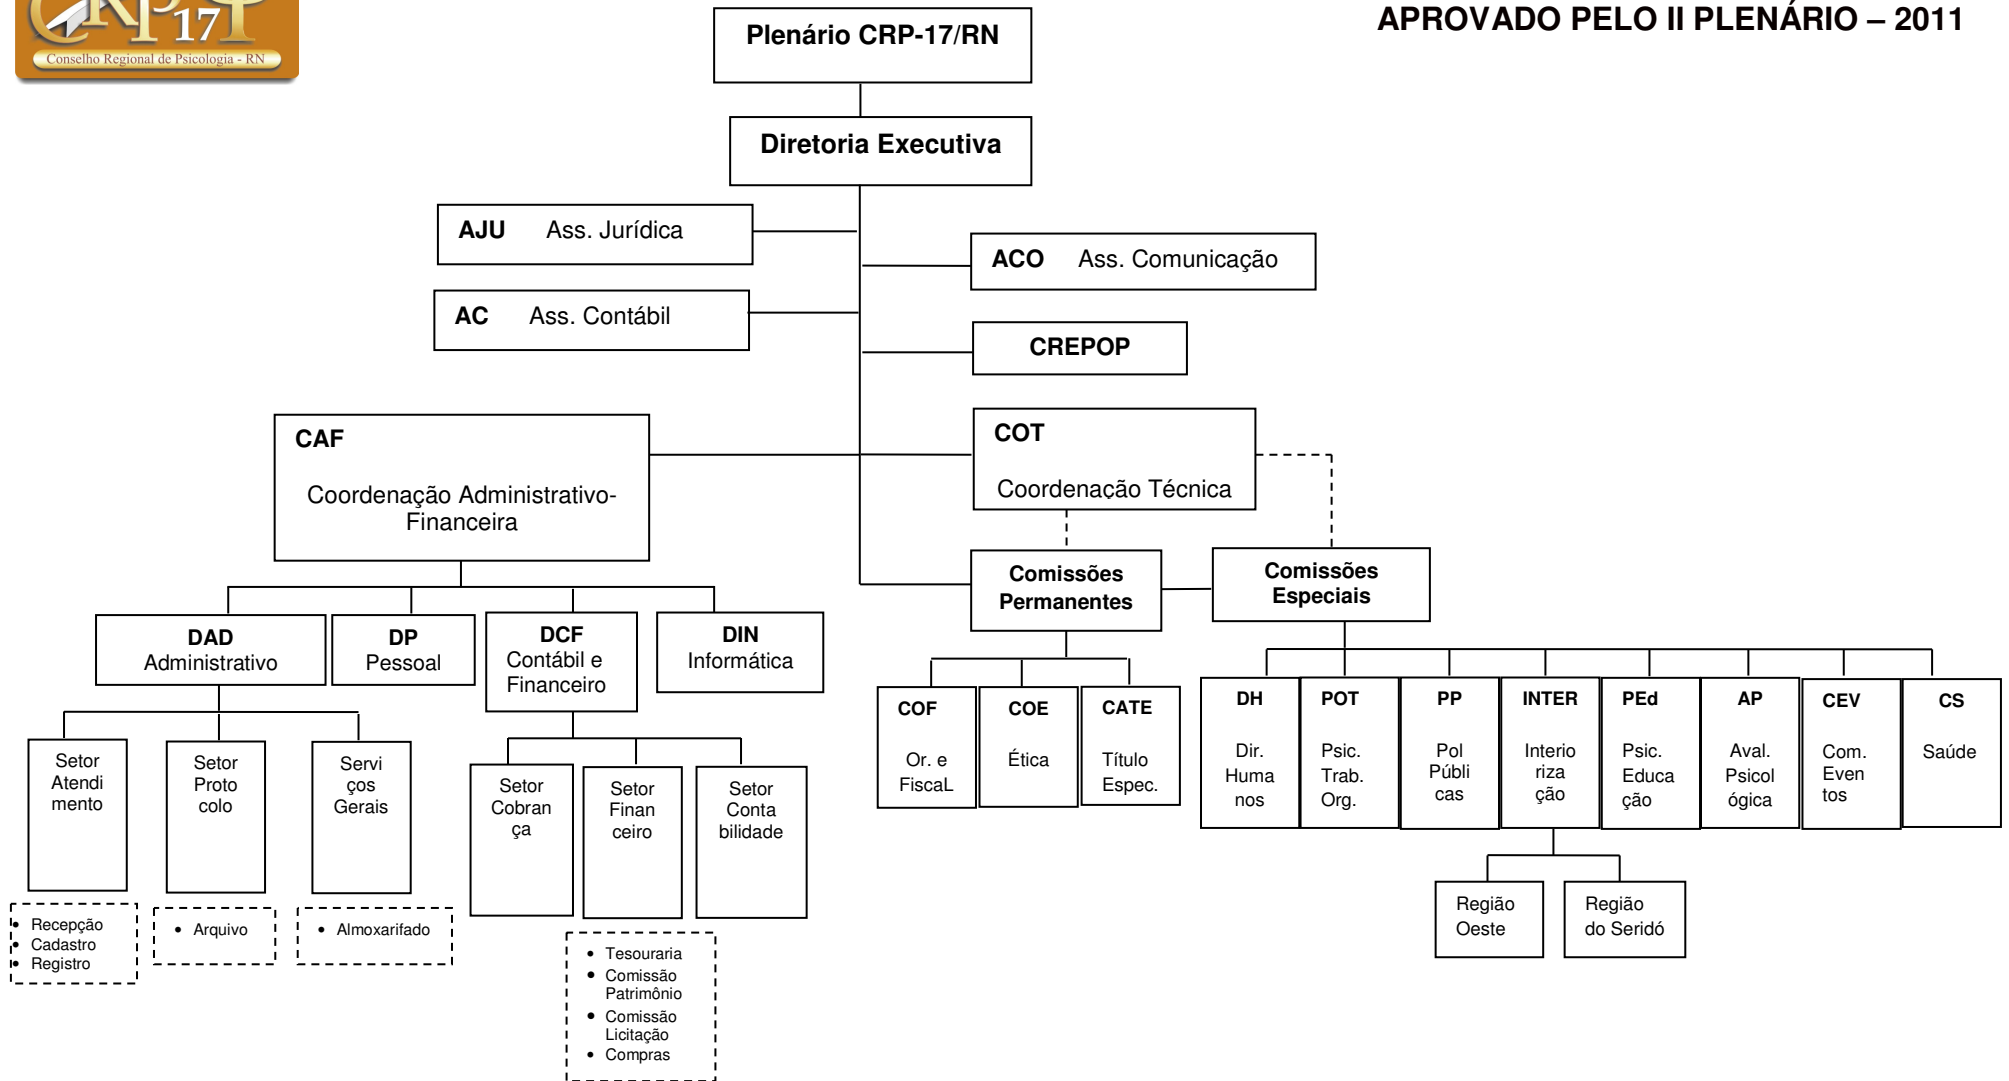 CRP 17
Conselho Regional de Psicologia - RN
APROVADO PELO II PLENÁRIO – 2011
Plenário CRP-17/RN
Diretoria Executiva
AJU Ass. Jurídica
ACO Ass. Comunicação
AC Ass. Contábil
CREPOP
CAF
Coordenação Administrativo-
Financeira
COT
Coordenação Técnica
Comissões
Permanentes
Comissões
Especiais
DAD
Administrativo
DP
Pessoal
DCF
Contábil e
Financeiro
DIN
Informática
Setor
Atendi
mento
Setor
Proto
colo
Servi
ços
Gerais
Setor
Cobran
ça
Setor
Finan
ceiro
Setor
Conta
bilidade
COF
Or. e
FiscaL
COE
Ética
CATE
Título
Espec.
DH
Dir.
Huma
nos
POT
Psic.
Trab.
Org.
PP
Pol
Públi
cas
INTER
Interio
riza
ção
PEd
Psic.
Educa
ção
AP
Aval.
Psicol
ógica
CEV
Com.
Even
tos
CS
Saúde
Região
Oeste
Região
do Seridó
• Recepção
• Cadastro
• Registro
• Arquivo
• Almoxarifado
• Tesouraria
• Comissão
Patrimônio
• Comissão
Licitação
• Compras